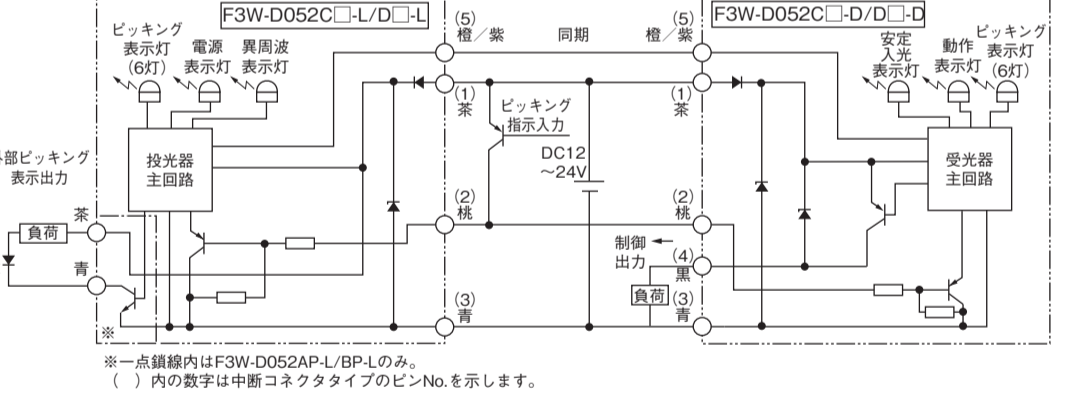 F3W-D052C□-L/D□-L
F3W-D052C□-D/D□-D
ピッキング
表示灯
(6灯)
電源
表示灯
異周波
表示灯
(5)
橙/紫
同期
(5)
橙/紫
安定
入光
表示灯
動作
表示灯
ピッキング
表示灯
(6灯)
(1)
茶
ピッキング
指示入力
(1)
茶
DC12
~24V
投光器
主回路
受光器
主回路
部ピッキング
表示出力
茶
負荷
青
(2)
桃
(2)
桃
制御
出力
(4)
黒
負荷
(3)
青
(3)
青
※
※一点鎖線内はF3W-D052AP-L/BP-Lのみ。
( )内の数字は中断コネクタタイプのピンNo.を示します。